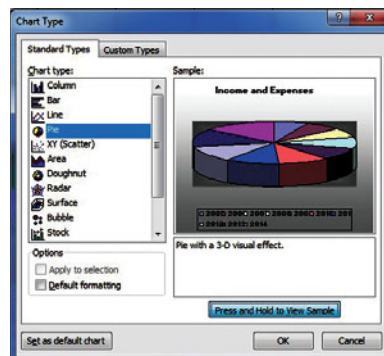 Chart Type
Standard Types
Custom Types
Chart type:
Column
Bar
Line
Pie
XY (Scatter)
Area
Doughnut
Radar
Surface
Bubble
Stock
Options
Apply to selection
Default formatting
Sample:
Income and Expenses
Pie with a 3-D visual effect.
Press and Hold to View Sample
Set as default chart
OK
Cancel